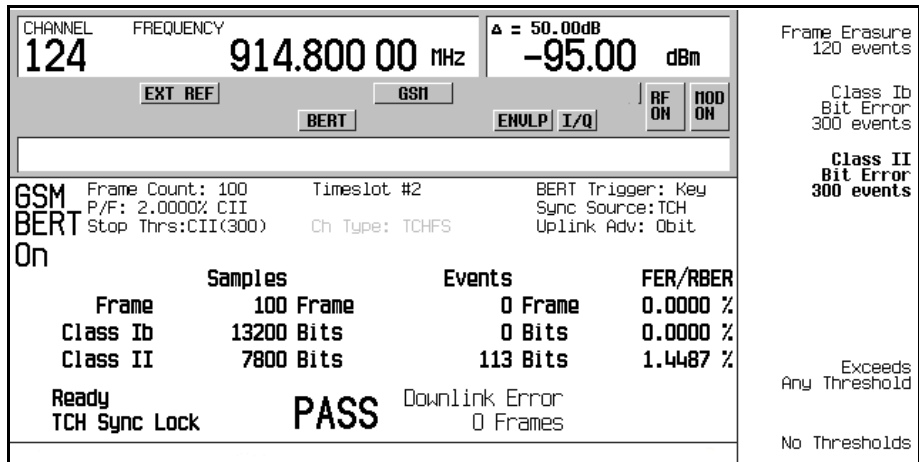 CHANNEL FREQUENCY Δ = 50.00dB
124 914.800 00 MHz -95.00 dBm
EXT REF GSM RF ON MOD ON
BERT ENVLP I/Q
GSM BERT On
Frame Count: 100 Timeslot #2 BERT Trigger: Key
P/F: 2.0000% CII Sync Source:TCH
Stop Thrs:CII(300) Ch Type: TCHFS Uplink Adv: 0bit
Samples Events FER/RBER
Frame 100 Frame 0 Frame 0.0000 %
Class Ib 13200 Bits 0 Bits 0.0000 %
Class II 7800 Bits 113 Bits 1.4487 %
Ready PASS Downlink Error
TCH Sync Lock 0 Frames
Frame Erasure
120 events
Class Ib
Bit Error
300 events
Class II
Bit Error
300 events
Exceeds
Any Threshold
No Thresholds